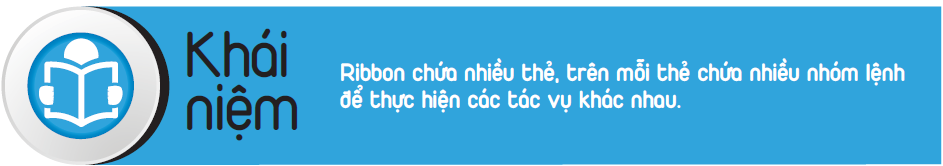 Khái
niệm
Ribbon chứa nhiều thẻ, trên mỗi thẻ chứa nhiều nhóm lệnh
để thực hiện các tác vụ khác nhau.